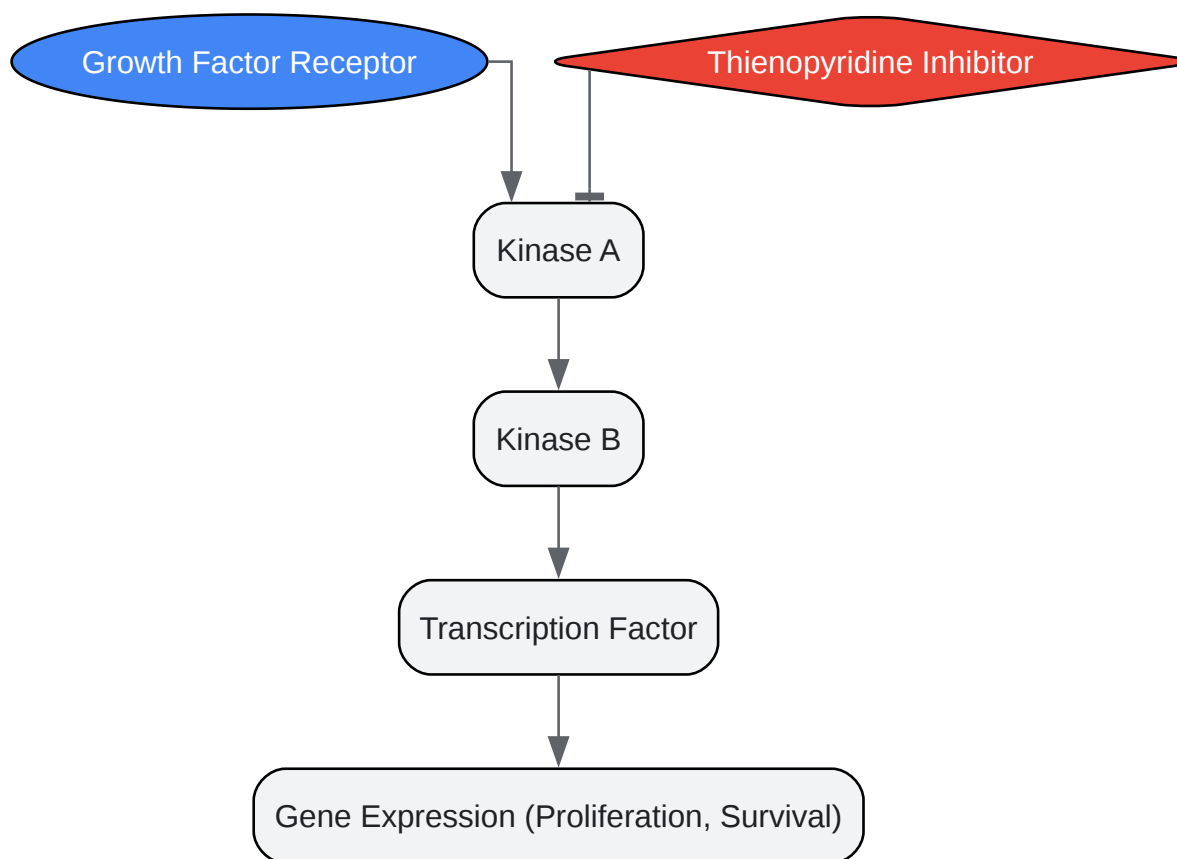 Growth Factor Receptor
Thienopyridine Inhibitor
Kinase A
Kinase B
Transcription Factor
Gene Expression (Proliferation, Survival)